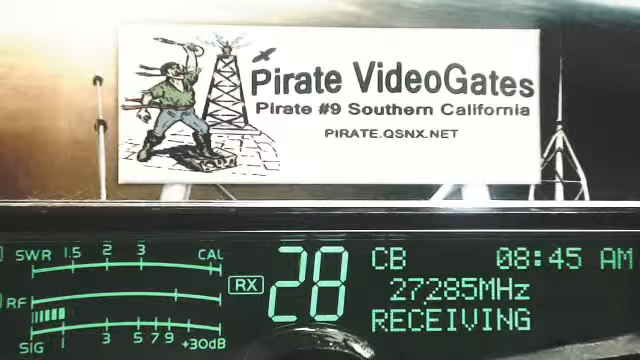 Pirate VideoGates
Pirate #9 Southern California
PIRATE.QSNX.NET
SWR 1.5 2 3 CAL
RX 28 CB 08:45 AM
27285MHz
RF
RECEIVING
SIG 1 3 5 7 9 +30dB